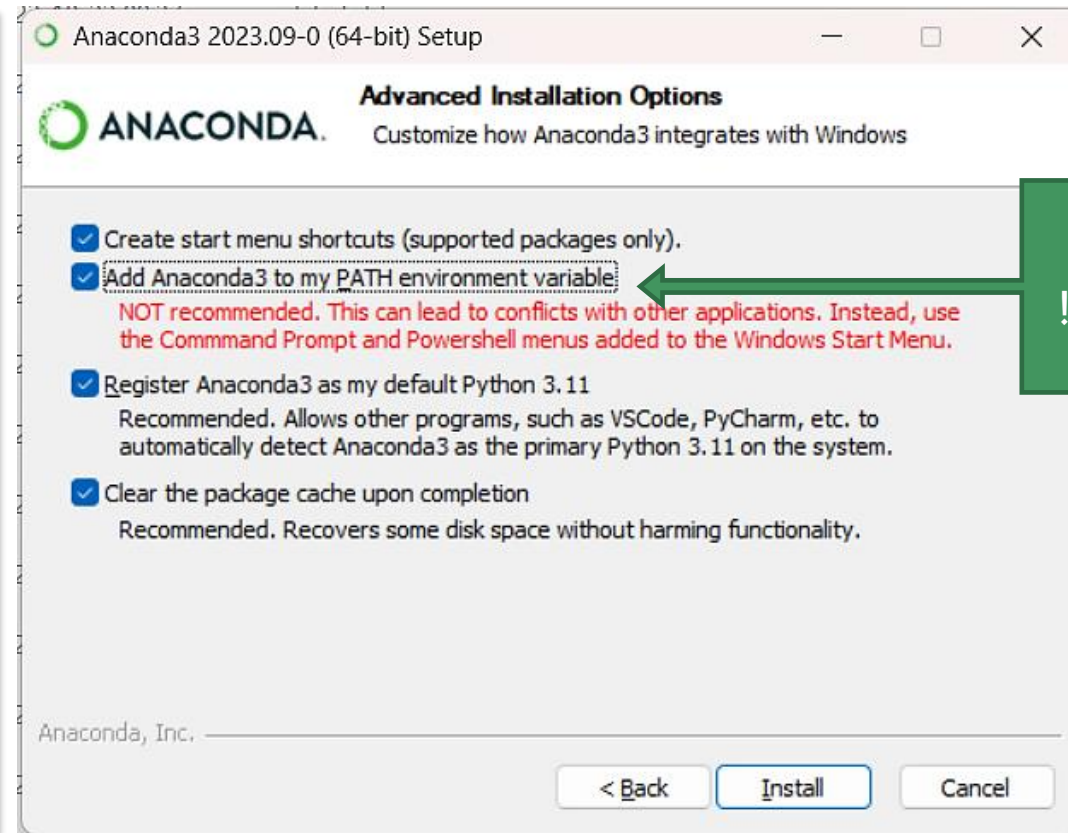 Anaconda3 2023.09-0 (64-bit) Setup
ANACONDA.
Advanced Installation Options
Customize how Anaconda3 integrates with Windows
Create start menu shortcuts (supported packages only).
Add Anaconda3 to my PATH environment variable
NOT recommended. This can lead to conflicts with other applications. Instead, use
the Commmand Prompt and Powershell menus added to the Windows Start Menu.
!
Register Anaconda3 as my default Python 3.11
Recommended. Allows other programs, such as VSCode, PyCharm, etc. to
automatically detect Anaconda3 as the primary Python 3.11 on the system.
Clear the package cache upon completion
Recommended. Recovers some disk space without harming functionality.
Anaconda, Inc.
< Back
Install
Cancel